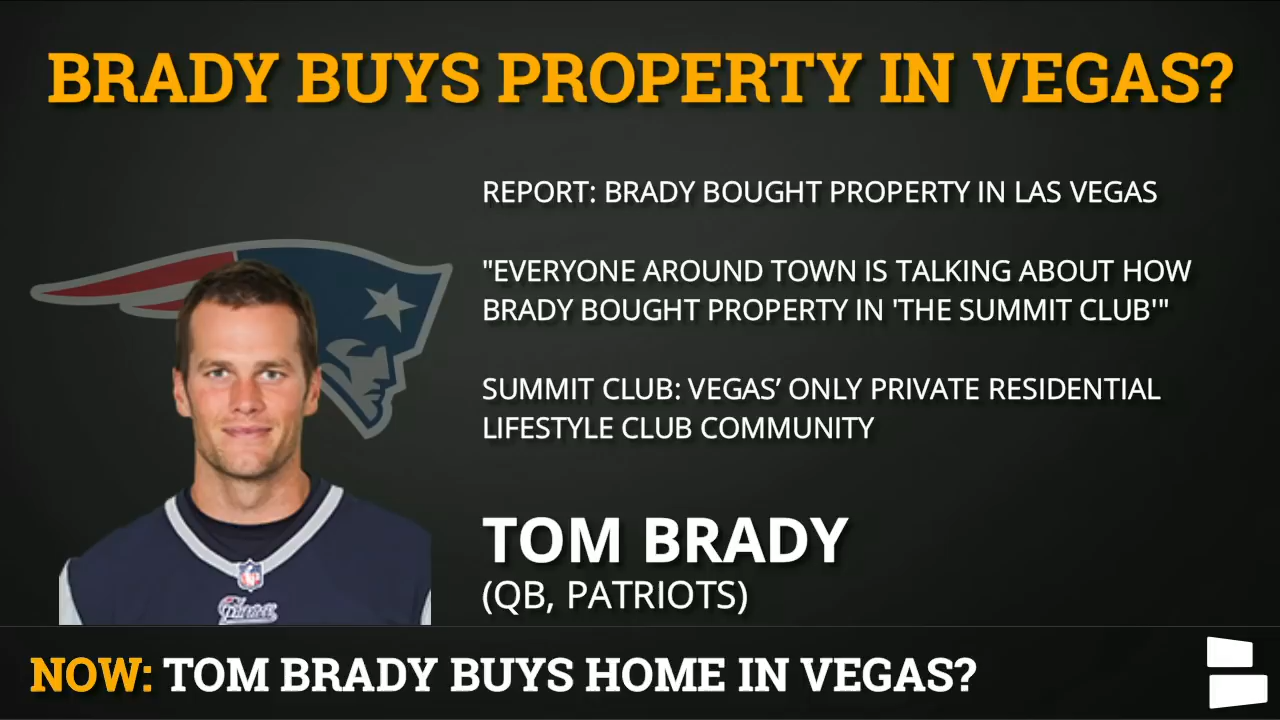 BRADY BUYS PROPERTY IN VEGAS?
REPORT: BRADY BOUGHT PROPERTY IN LAS VEGAS
"EVERYONE AROUND TOWN IS TALKING ABOUT HOW
BRADY BOUGHT PROPERTY IN 'THE SUMMIT CLUB'"
SUMMIT CLUB: VEGAS’ ONLY PRIVATE RESIDENTIAL
LIFESTYLE CLUB COMMUNITY
TOM BRADY
(QB, PATRIOTS)
NOW: TOM BRADY BUYS HOME IN VEGAS?